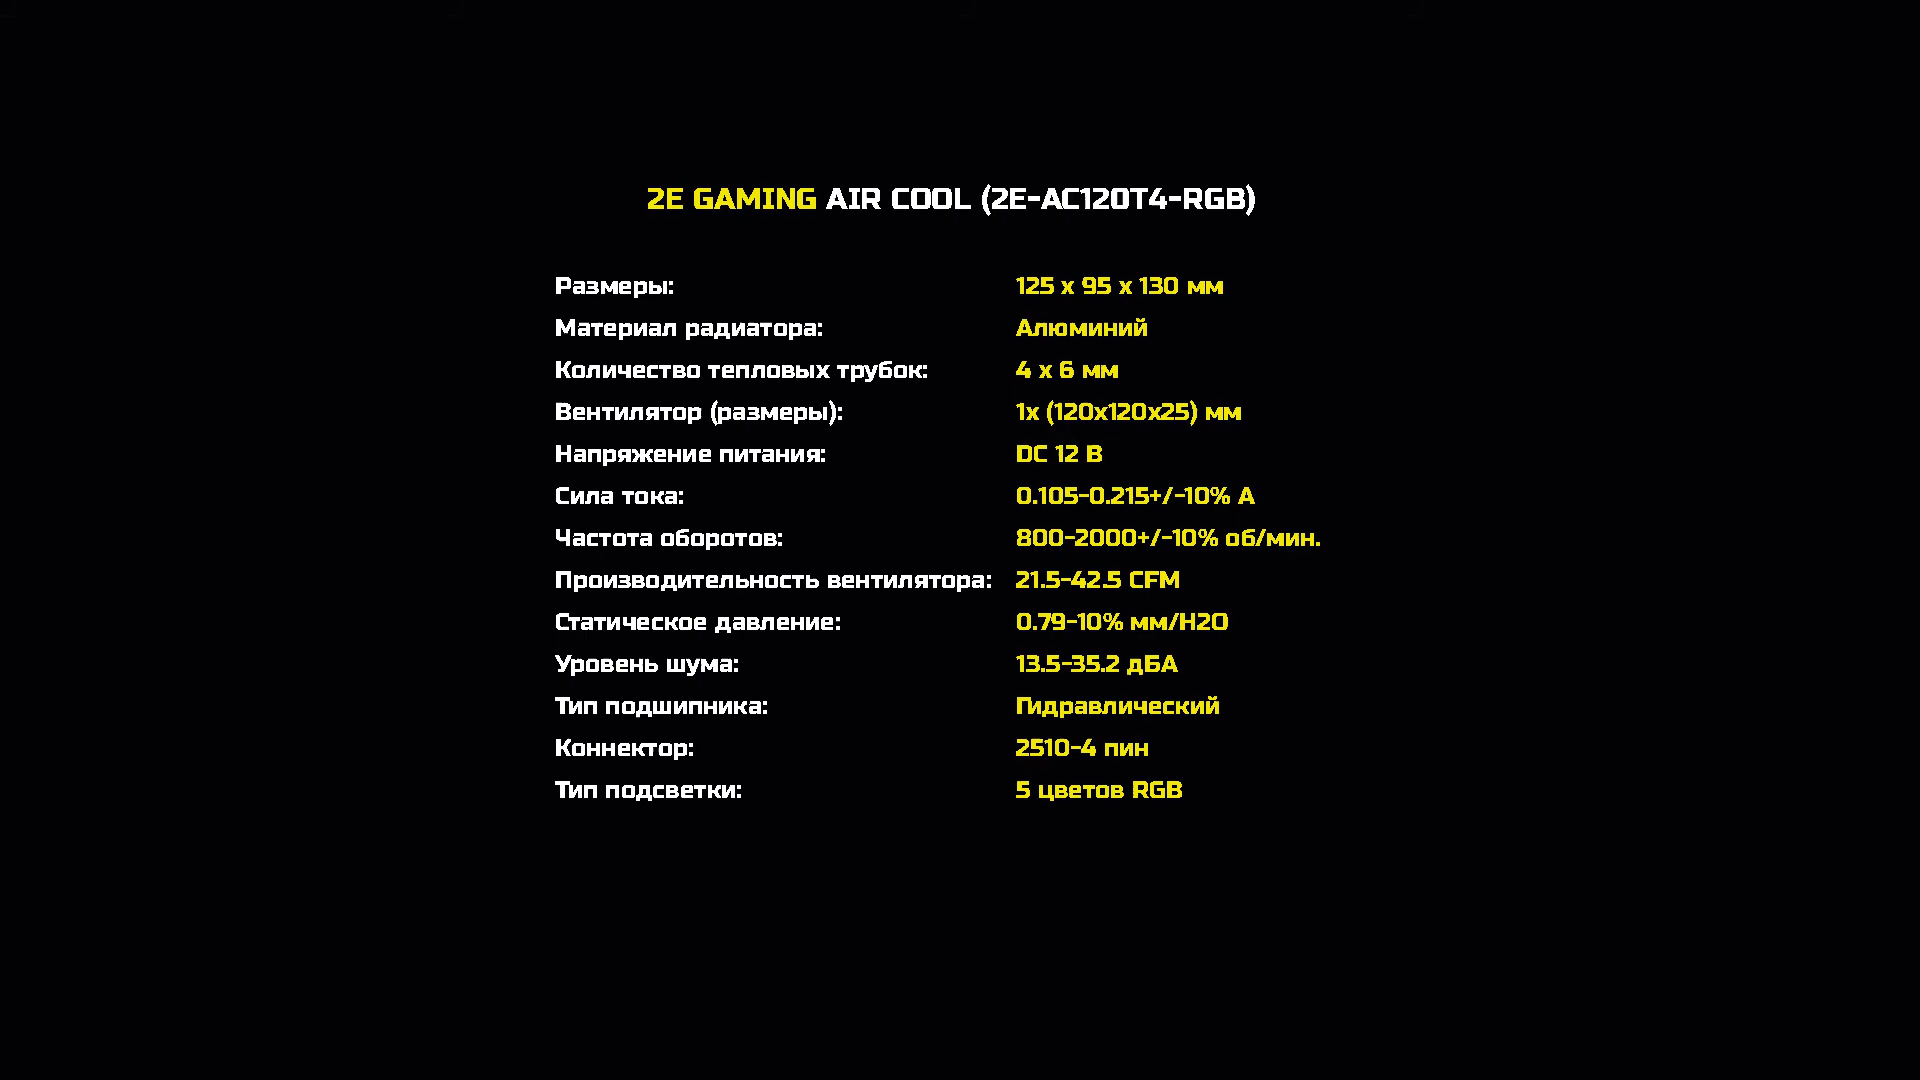 2E GAMING AIR COOL (2E-AC120T4-RGB)
Размеры: 125 x 95 x 130 мм
Материал радиатора: Алюминий
Количество тепловых трубок: 4 x 6 мм
Вентилятор (размеры): 1x (120x120x25) мм
Напряжение питания: DC 12 В
Сила тока: 0.105-0.215+/-10% А
Частота оборотов: 800-2000+/-10% об/мин.
Производительность вентилятора: 21.5-42.5 CFM
Статическое давление: 0.79-10% мм/H2O
Уровень шума: 13.5-35.2 дБА
Тип подшипника: Гидравлический
Коннектор: 2510-4 пин
Тип подсветки: 5 цветов RGB